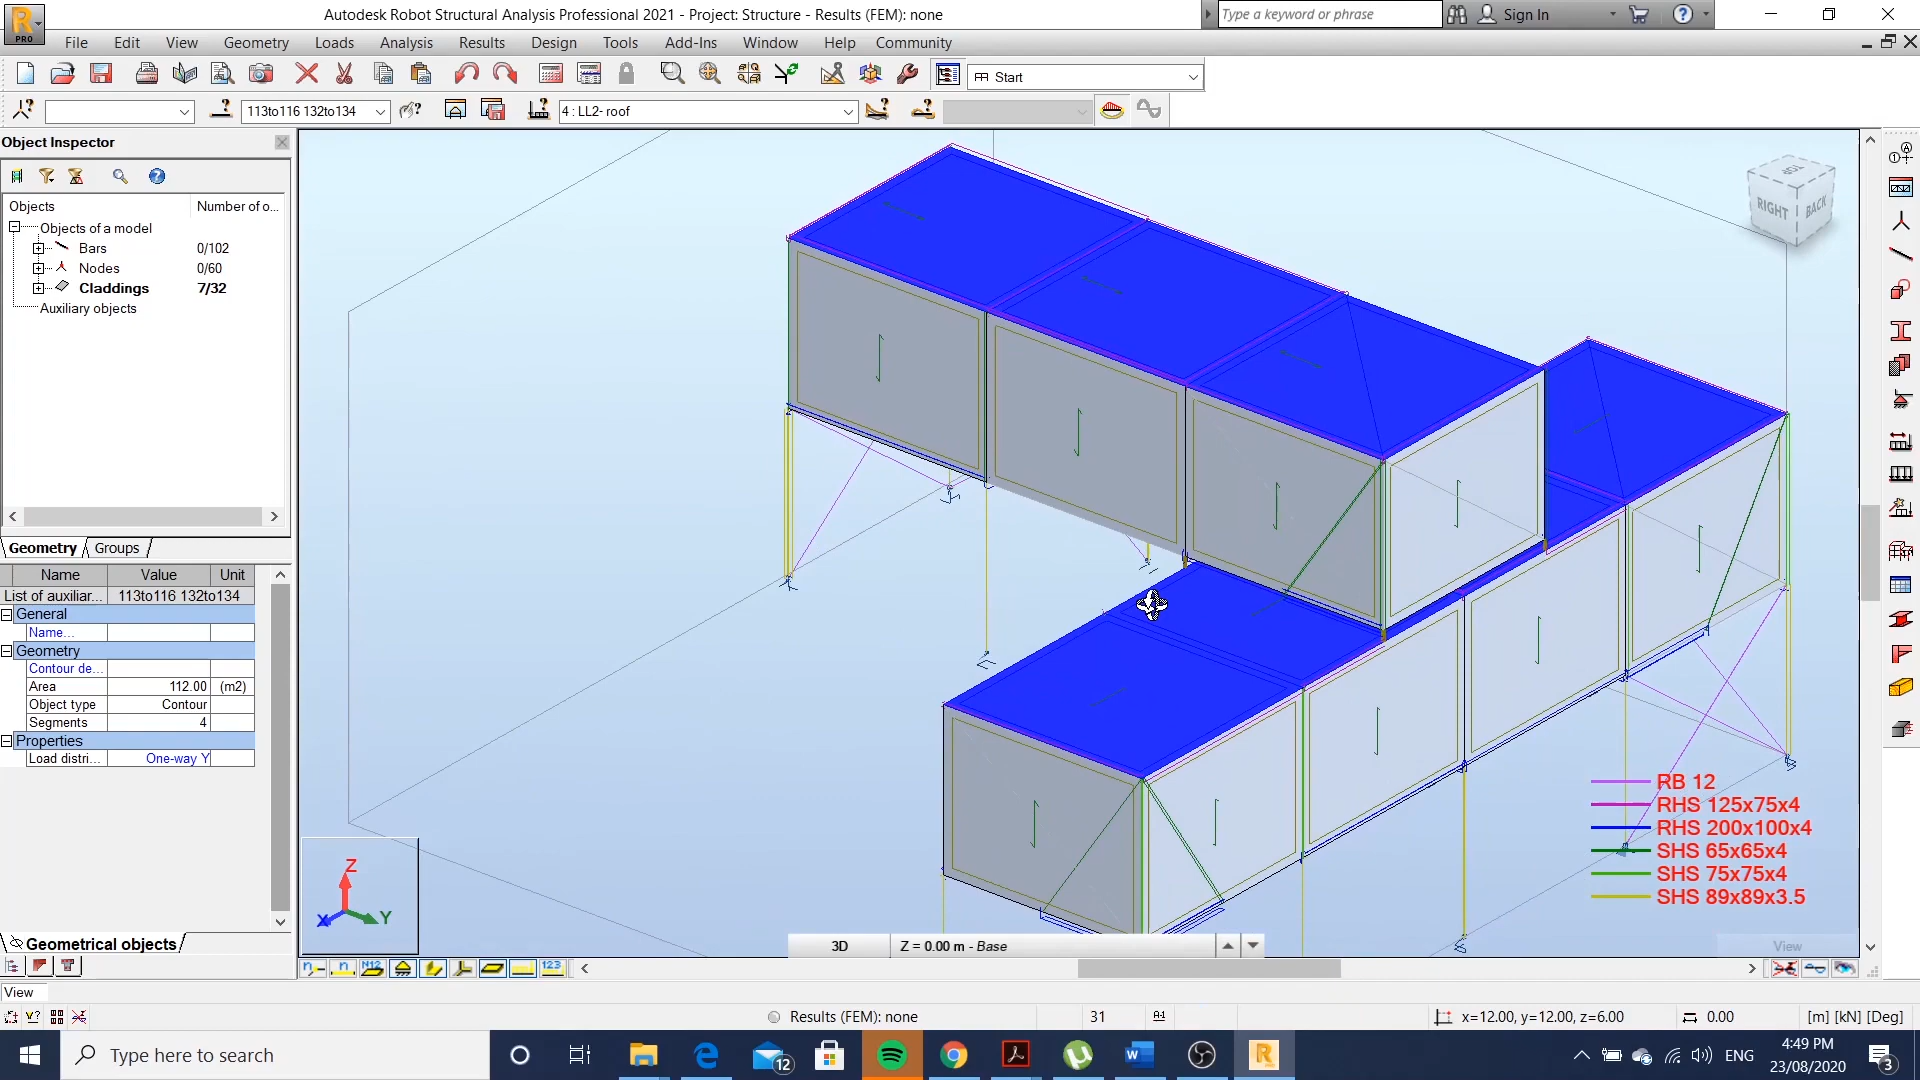 R
PRO
Autodesk Robot Structural Analysis Professional 2021 - Project: Structure - Results (FEM): none
Type a keyword or phrase
Sign In
File Edit View Geometry Loads Analysis Results Design Tools Add-Ins Window Help Community
Start
113to116 132to134
4 : LL2- roof
Object Inspector
Objects Number of o...
Objects of a model
Bars 0/102
Nodes 0/60
Claddings 7/32
Auxiliary objects
Geometry Groups
Name Value Unit
List of auxiliar... 113to116 132to134
General
Name...
Geometry
Contour de...
Area 112.00 (m2)
Object type Contour
Segments 4
Properties
Load distri... One-way Y
Geometrical objects
TOP
RIGHT BACK
RB 12
RHS 125x75x4
RHS 200x100x4
SHS 65x65x4
SHS 75x75x4
SHS 89x89x3.5
Z
X Y
3D Z = 0.00 m - Base
View
View
Results (FEM): none 31 x=12.00, y=12.00, z=6.00 0.00 [m] [kN] [Deg]
Type here to search
12
ENG
4:49 PM
23/08/2020
3